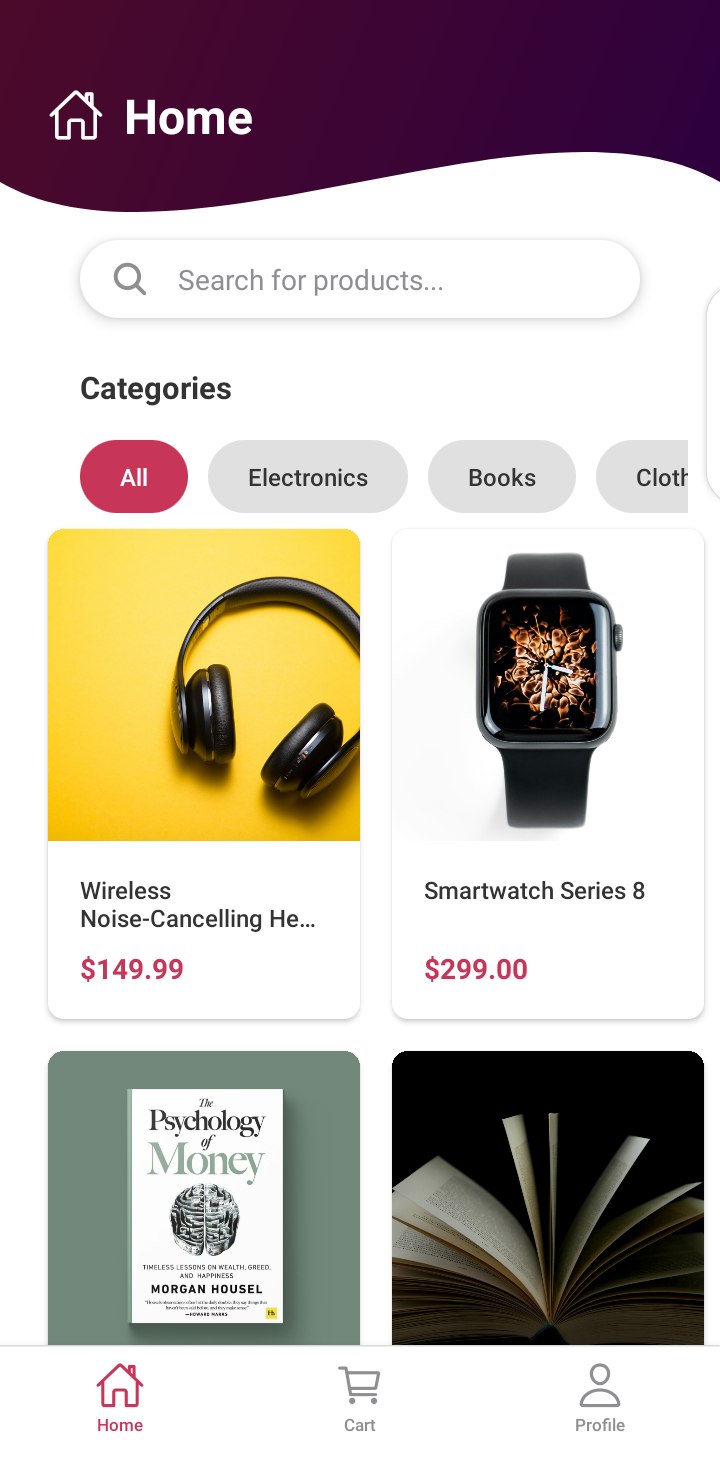 Home
Search for products...
Categories
All
Electronics
Books
Cloth
Wireless
Noise-Cancelling He...
$149.99
Smartwatch Series 8
$299.00
The
Psychology
of
Money
TIMELESS LESSONS ON WEALTH, GREED,
AND HAPPINESS
MORGAN HOUSEL
—HOWARD MARKS
Home
Cart
Profile